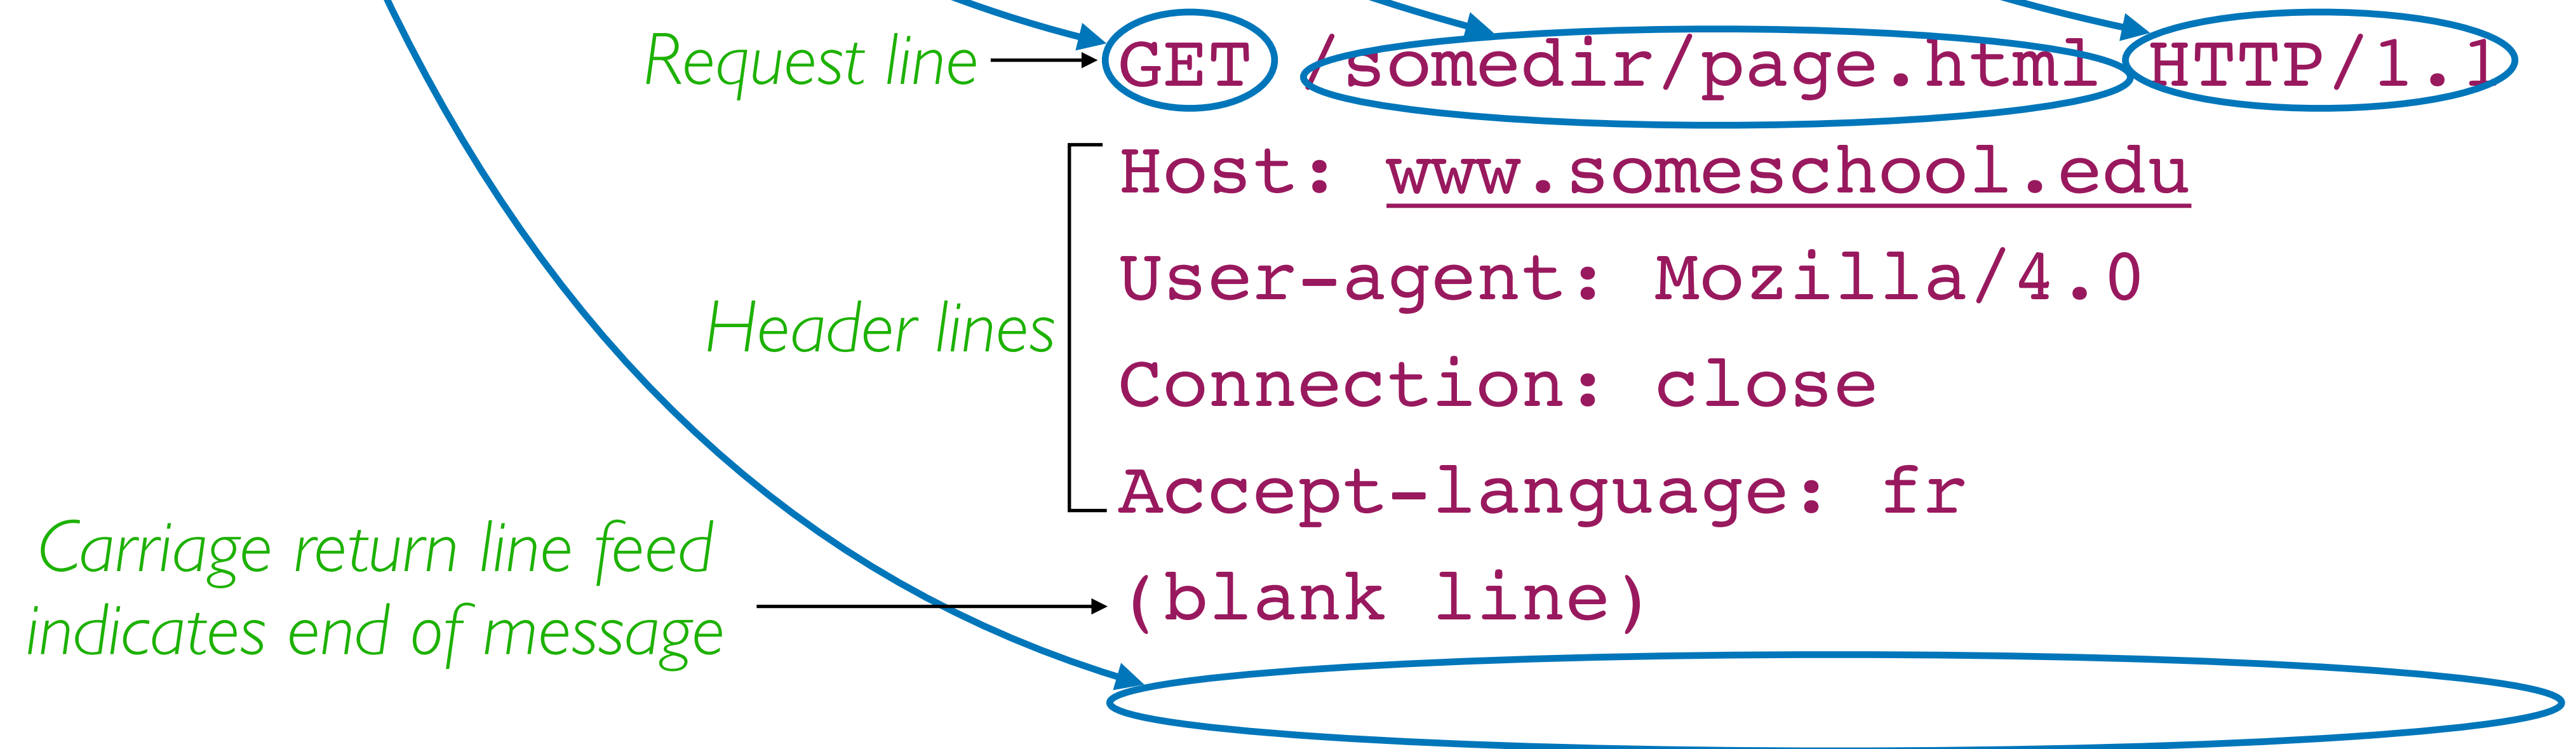 Request line
GET /somedir/page.html HTTP/1.1
Host: www.someschool.edu
User-agent: Mozilla/4.0
Header lines
Connection: close
Accept-language: fr
Carriage return line feed
indicates end of message
(blank line)